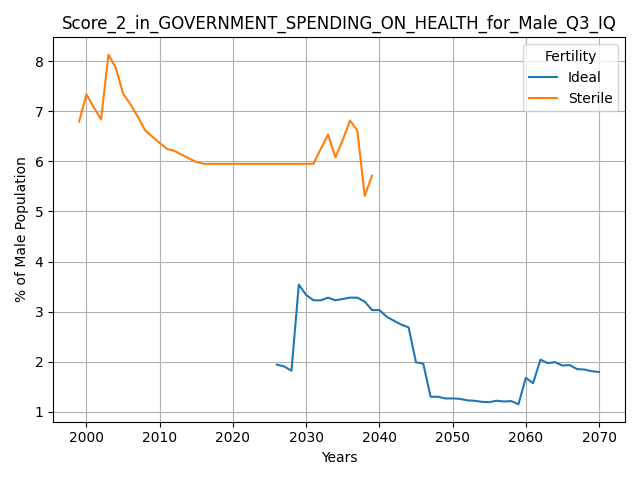 Score_2_in_GOVERNMENT_SPENDING_ON_HEALTH_for_Male_Q3_IQ
Fertility
Ideal
Sterile
% of Male Population
8
7
6
5
4
3
2
1
2000 2010 2020 2030 2040 2050 2060 2070
Years